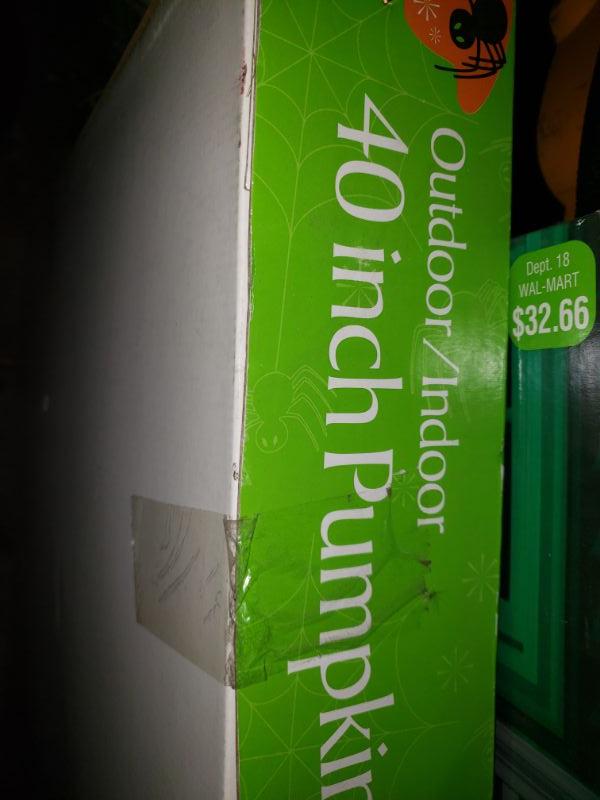 Outdoor/Indoor
40 inch Pumpkin
Dept. 18
WAL-MART
$32.66